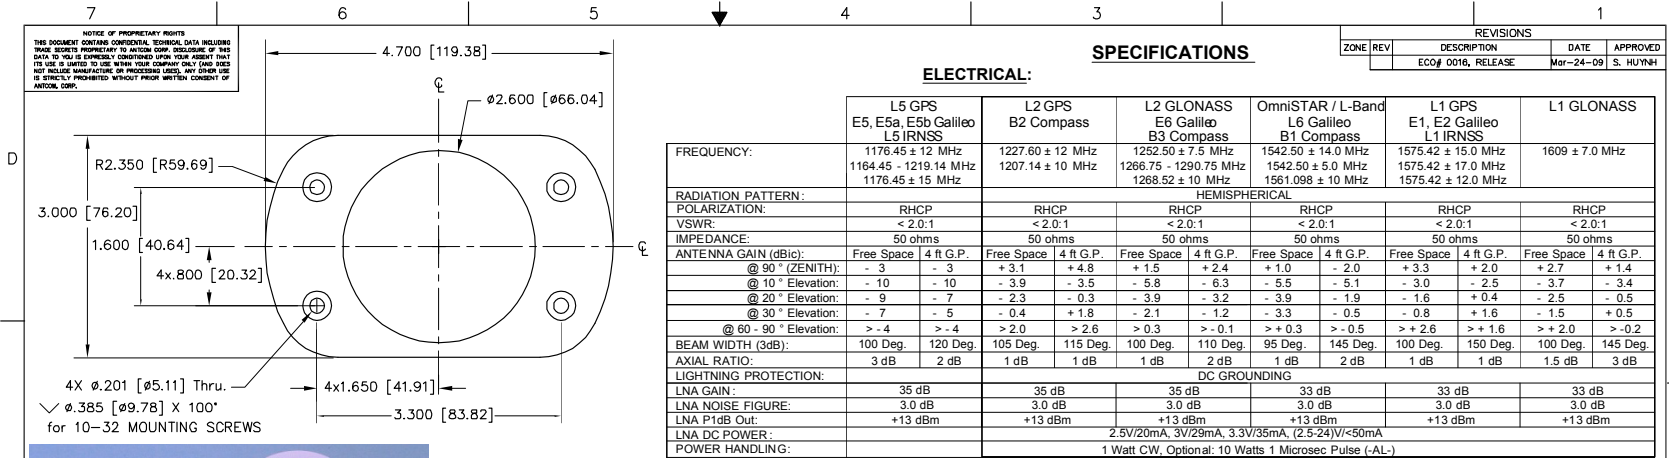 7 6 5 4 3 2 1
D
NOTICE OF PROPRIETARY RIGHTS
THIS DOCUMENT CONTAINS CONFIDENTIAL TECHNICAL DATA INCLUDING
TRADE SECRETS PROPRIETARY TO ANTCOM CORP. DISCLOSURE OF THIS
DATA TO YOU IS EXPRESSLY CONDITIONED UPON YOUR ASSENT THAT
ITS USE IS LIMITED TO USE WITHIN YOUR COMPANY ONLY (AND DOES
NOT INCLUDE MANUFACTURE OR PROCESSING USES). ANY OTHER USE
IS STRICTLY PROHIBITED WITHOUT PRIOR WRITTEN CONSENT OF
ANTCOM, CORP.
4.700 [119.38]
℄
ø2.600 [ø66.04]
R2.350 [R59.69]
3.000 [76.20]
1.600 [40.64]
℄
4x.800 [20.32]
4X ø.201 [ø5.11] Thru.
ø.385 [ø9.78] X 100°
for 10-32 MOUNTING SCREWS
4x1.650 [41.91]
3.300 [83.82]
REVISIONS
ZONE REV DESCRIPTION DATE APPROVED
ECO# 0016, RELEASE Mar-24-09 S. HUYNH
SPECIFICATIONS
ELECTRICAL:
L5 GPS L2 GPS L2 GLONASS OmniSTAR / L-Band L1 GPS L1 GLONASS
E5, E5a, E5b Galileo B2 Compass E6 Galileo L6 Galileo E1, E2 Galileo
L5 IRNSS B3 Compass B1 Compass L1 IRNSS
FREQUENCY: 1176.45 ± 12 MHz 1227.60 ± 12 MHz 1252.50 ± 7.5 MHz 1542.50 ± 14.0 MHz 1575.42 ± 15.0 MHz 1609 ± 7.0 MHz
1164.45 - 1219.14 MHz 1207.14 ± 10 MHz 1266.75 - 1290.75 MHz 1542.50 ± 5.0 MHz 1575.42 ± 17.0 MHz
1176.45 ± 15 MHz 1268.52 ± 10 MHz 1561.098 ± 10 MHz 1575.42 ± 12.0 MHz
RADIATION PATTERN: HEMISPHERICAL
POLARIZATION: RHCP RHCP RHCP RHCP RHCP RHCP
VSWR: < 2.0:1 < 2.0:1 < 2.0:1 < 2.0:1 < 2.0:1 < 2.0:1
IMPEDANCE: 50 ohms 50 ohms 50 ohms 50 ohms 50 ohms 50 ohms
ANTENNA GAIN (dBic): Free Space 4 ft G.P. Free Space 4 ft G.P. Free Space 4 ft G.P. Free Space 4 ft G.P. Free Space 4 ft G.P. Free Space 4 ft G.P.
@ 90 ° (ZENITH): - 3 - 3 + 3.1 + 4.8 + 1.5 + 2.4 + 1.0 - 2.0 + 3.3 + 2.0 + 2.7 + 1.4
@ 10 ° Elevation: - 10 - 10 - 3.9 - 3.5 - 5.8 - 6.3 - 5.5 - 5.1 - 3.0 - 2.5 - 3.7 - 3.4
@ 20 ° Elevation: - 9 - 7 - 2.3 - 0.3 - 3.9 - 3.2 - 3.9 - 1.9 - 1.6 + 0.4 - 2.5 - 0.5
@ 30 ° Elevation: - 7 - 5 - 0.4 + 1.8 - 2.1 - 1.2 - 3.3 - 0.5 - 0.8 + 1.6 - 1.5 + 0.5
@ 60 - 90 ° Elevation: > - 4 > - 4 > 2.0 > 2.6 > 0.3 > - 0.1 > + 0.3 > - 0.5 > + 2.6 > + 1.6 > + 2.0 > -0.2
BEAM WIDTH (3dB): 100 Deg. 120 Deg. 105 Deg. 115 Deg. 100 Deg. 110 Deg. 95 Deg. 145 Deg. 100 Deg. 150 Deg. 100 Deg. 145 Deg.
AXIAL RATIO: 3 dB 2 dB 1 dB 1 dB 1 dB 2 dB 1 dB 2 dB 1 dB 1 dB 1.5 dB 3 dB
LIGHTNING PROTECTION: DC GROUNDING
LNA GAIN: 35 dB 35 dB 35 dB 33 dB 33 dB 33 dB
LNA NOISE FIGURE: 3.0 dB 3.0 dB 3.0 dB 3.0 dB 3.0 dB 3.0 dB
LNA P1dB Out: +13 dBm +13 dBm +13 dBm +13 dBm +13 dBm +13 dBm
LNA DC POWER: 2.5V/20mA, 3V/29mA, 3.3V/35mA, (2.5-24)V/<50mA
POWER HANDLING: 1 Watt CW, Optional: 10 Watts 1 Microsec Pulse (-AL-)